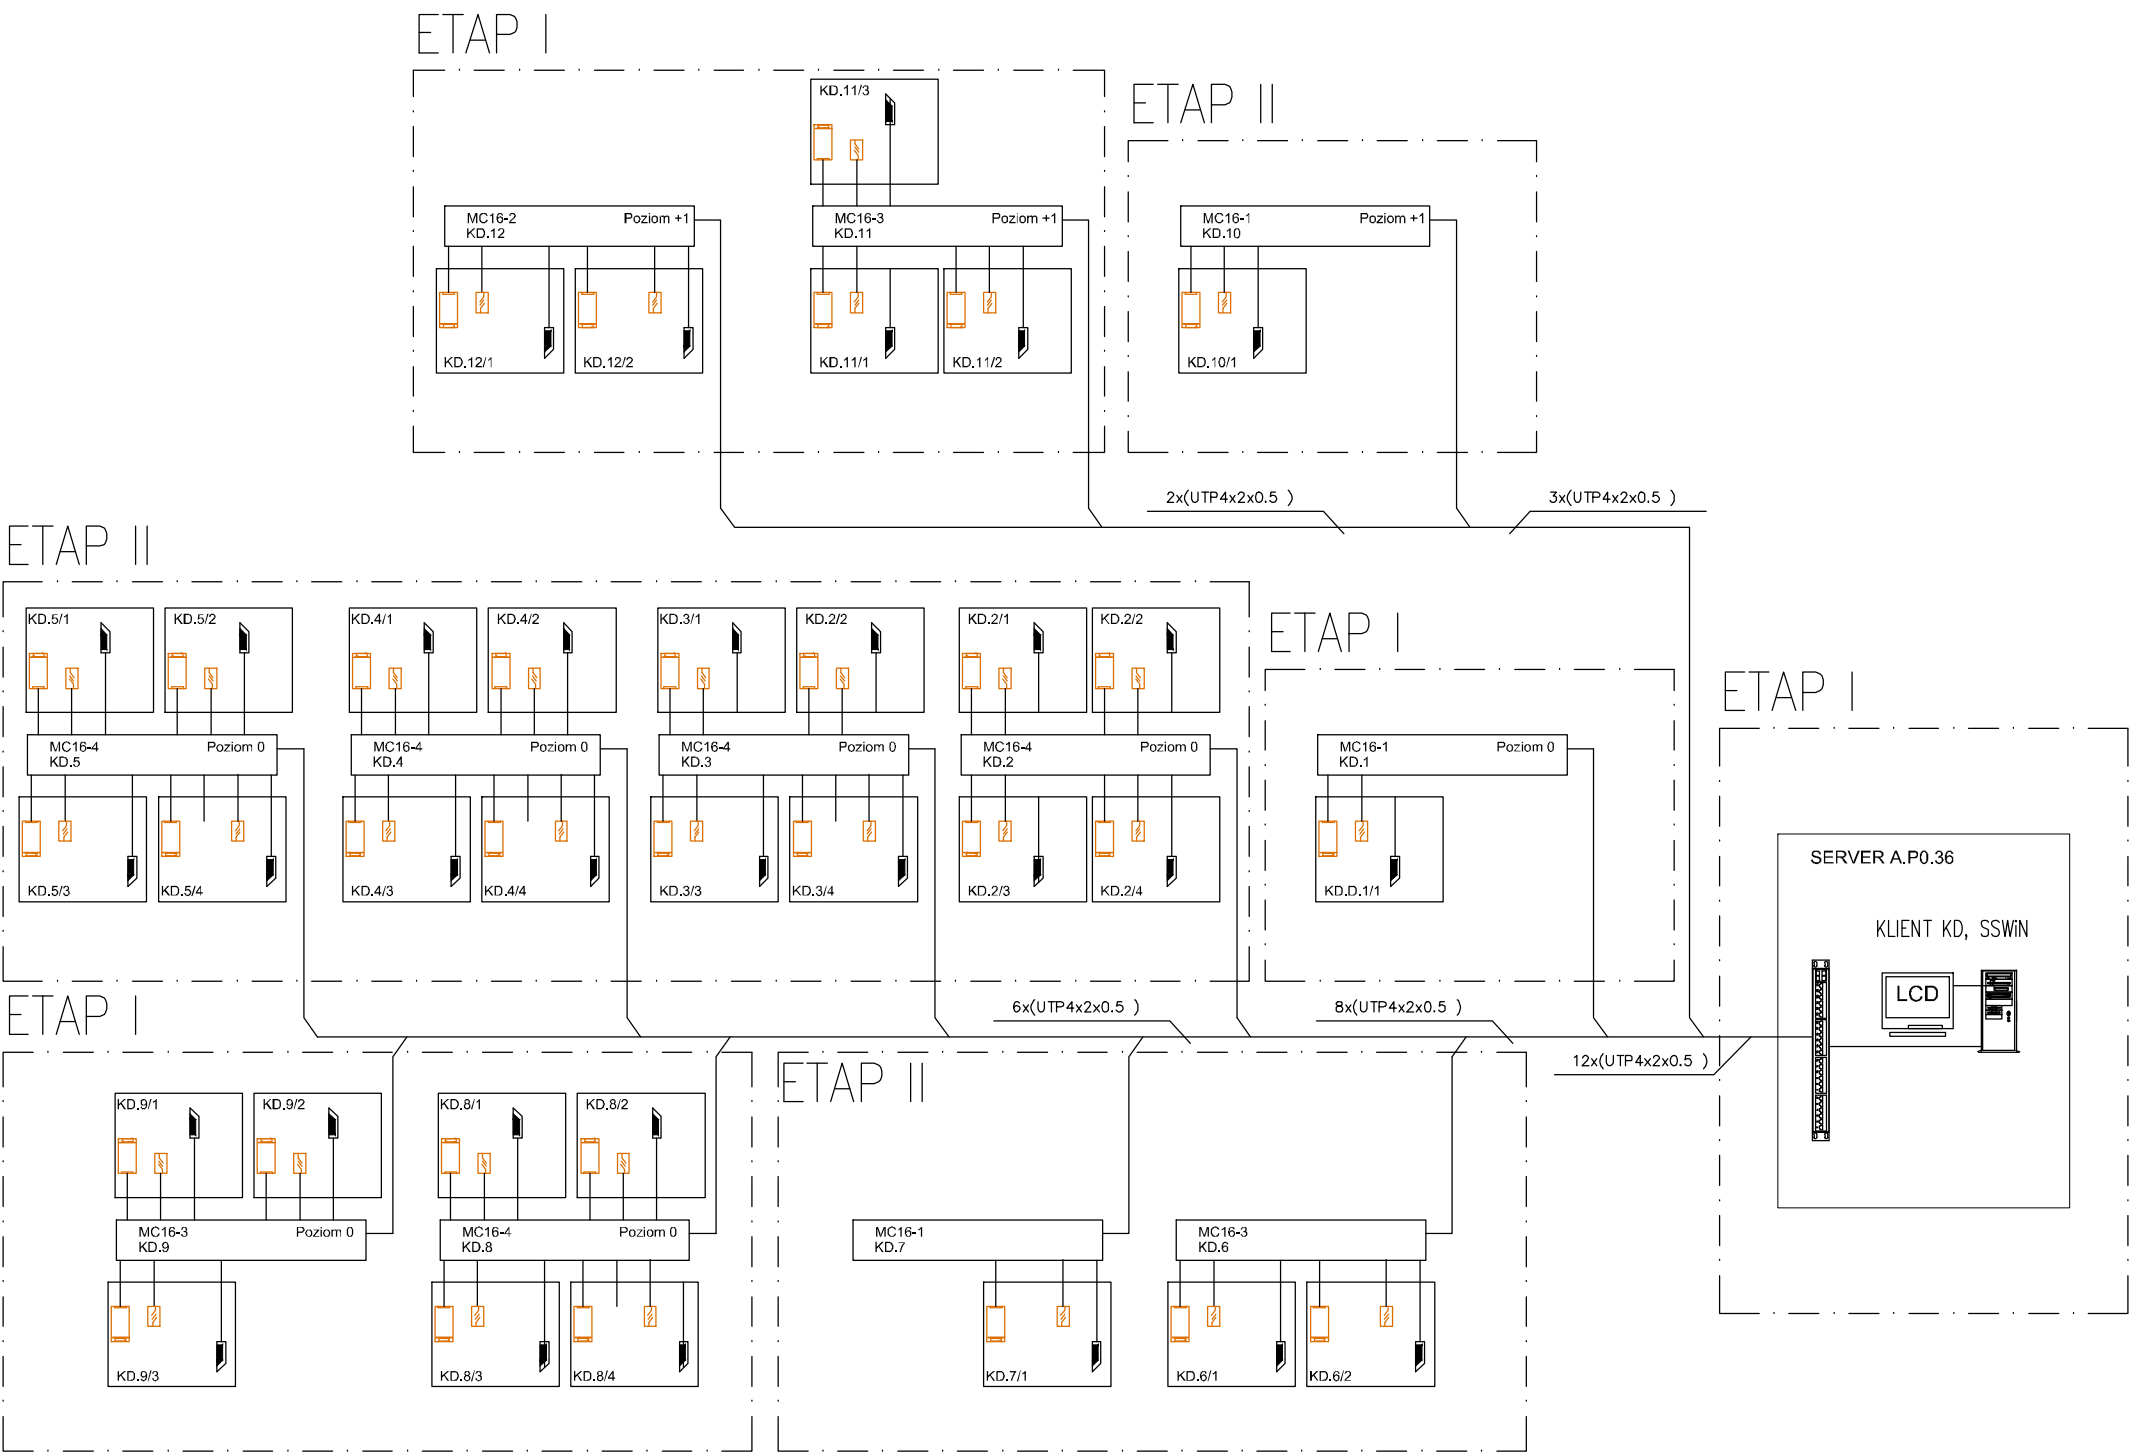 ETAP I
KD.11/3
MC16-2 Poziom +1
KD.12
MC16-3 Poziom +1
KD.11
KD.12/1
KD.12/2
KD.11/1
KD.11/2
ETAP II
MC16-1 Poziom +1
KD.10
KD.10/1
2x(UTP4x2x0.5 )
3x(UTP4x2x0.5 )
ETAP II
KD.5/1
KD.5/2
KD.4/1
KD.4/2
KD.3/1
KD.2/2
KD.2/1
KD.2/2
MC16-4 Poziom 0
KD.5
MC16-4 Poziom 0
KD.4
MC16-4 Poziom 0
KD.3
MC16-4 Poziom 0
KD.2
KD.5/3
KD.5/4
KD.4/3
KD.4/4
KD.3/3
KD.3/4
KD.2/3
KD.2/4
ETAP I
MC16-1 Poziom 0
KD.1
KD.D.1/1
ETAP I
SERVER A.P0.36
KLIENT KD, SSWiN
LCD
6x(UTP4x2x0.5 )
8x(UTP4x2x0.5 )
12x(UTP4x2x0.5 )
ETAP I
KD.9/1
KD.9/2
KD.8/1
KD.8/2
MC16-3 Poziom 0
KD.9
MC16-4 Poziom 0
KD.8
KD.9/3
KD.8/3
KD.8/4
ETAP II
MC16-1
KD.7
MC16-3
KD.6
KD.7/1
KD.6/1
KD.6/2